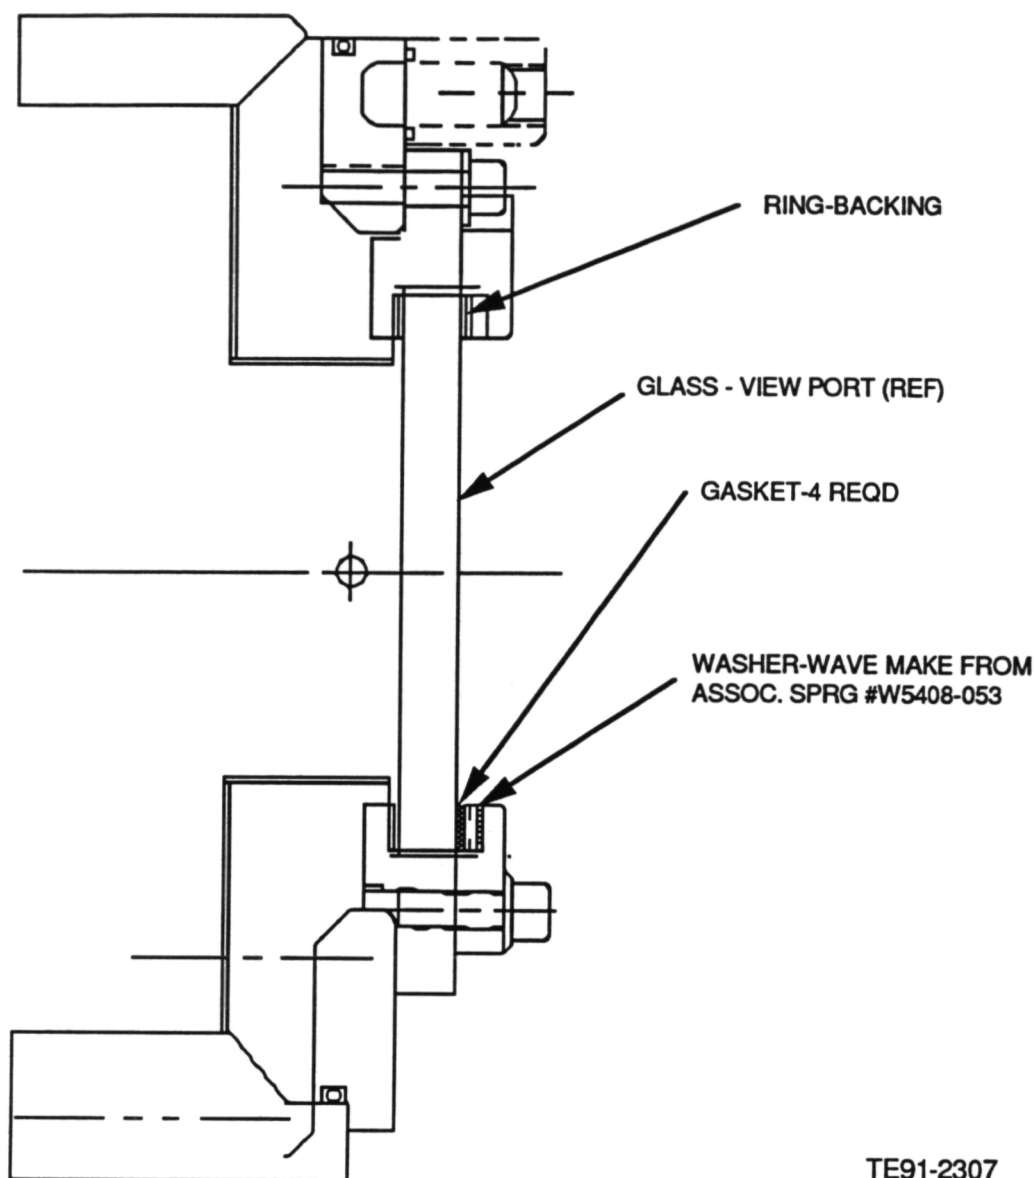 RING-BACKING
GLASS - VIEW PORT (REF)
GASKET-4 REQD
WASHER-WAVE MAKE FROM
ASSOC. SPRG #W5408-053
TE91-2307